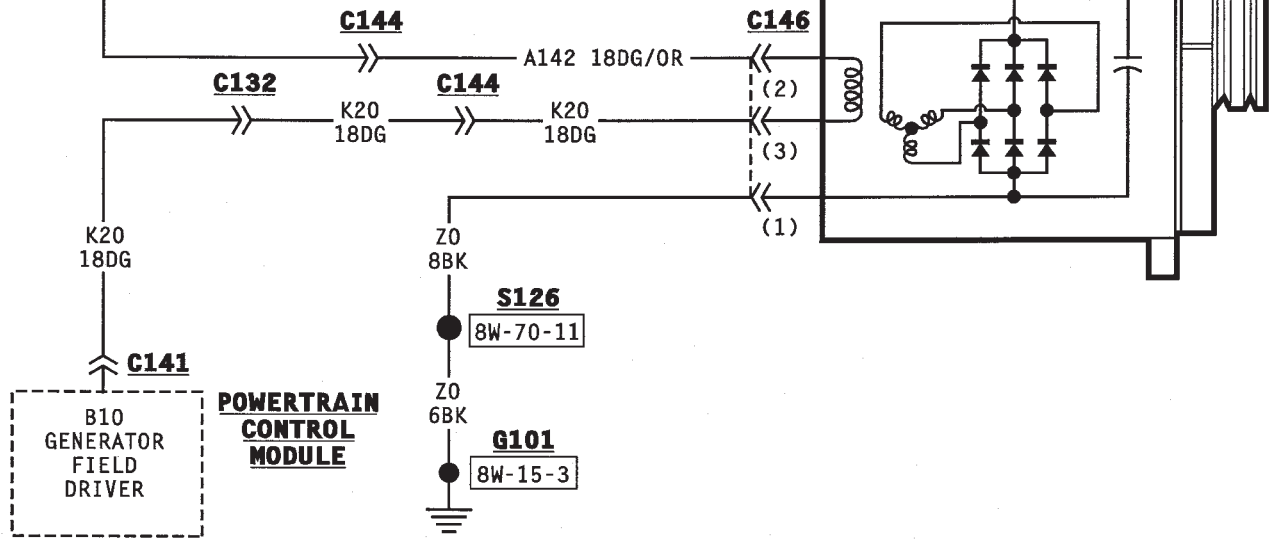 C144
C146
A142 18DG/OR
(2)
C132
C144
K20
18DG
K20
18DG
(3)
(1)
K20
18DG
Z0
8BK
S126
8W-70-11
C141
Z0
6BK
POWERTRAIN
CONTROL
MODULE
B10
GENERATOR
FIELD
DRIVER
G101
8W-15-3